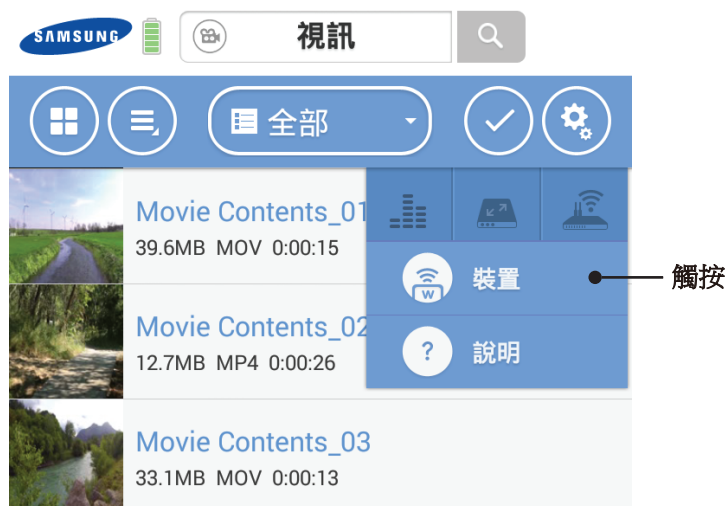 SAMSUNG
視訊
全部
Movie Contents_01
39.6MB MOV 0:00:15
W
裝置
觸按
Movie Contents_02
12.7MB MP4 0:00:26
?
說明
Movie Contents_03
33.1MB MOV 0:00:13